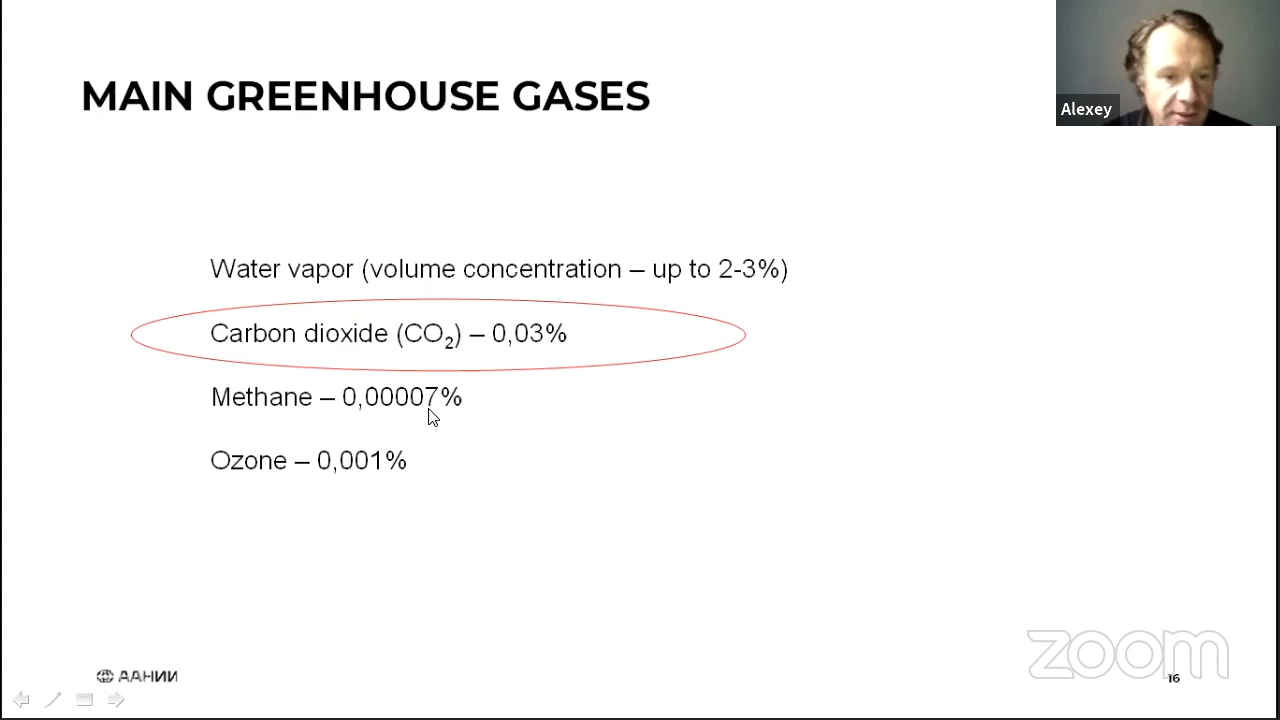 MAIN GREENHOUSE GASES
Alexey
Water vapor (volume concentration – up to 2-3%)
Carbon dioxide (CO₂) – 0,03%
Methane – 0,00007%
Ozone – 0,001%
ААНИИ
zoom
16